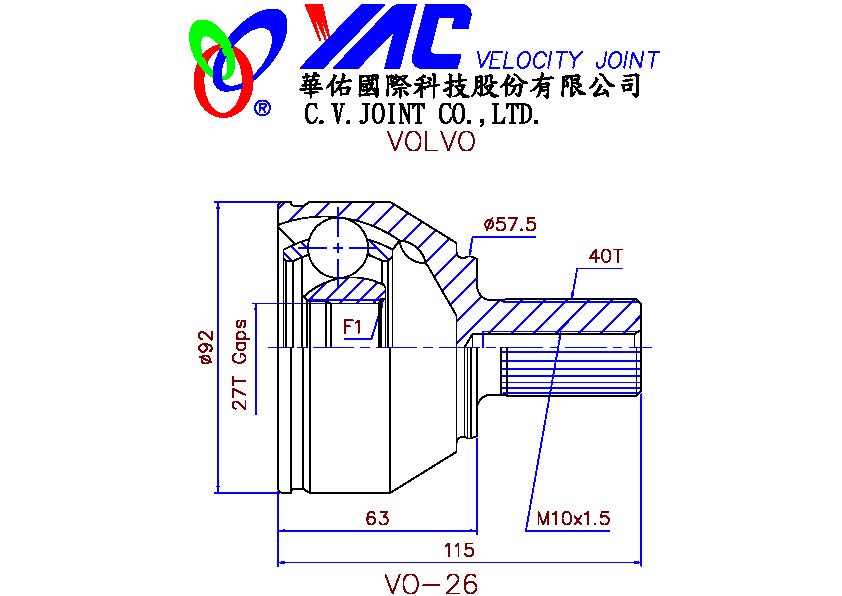 YAC VELOCITY JOINT
®
華佑國際科技股份有限公司
C.V.JOINT CO.,LTD.
VOLVO
ø57.5
40T
F1
ø92
27T Gaps
63
M10x1.5
115
VO-26